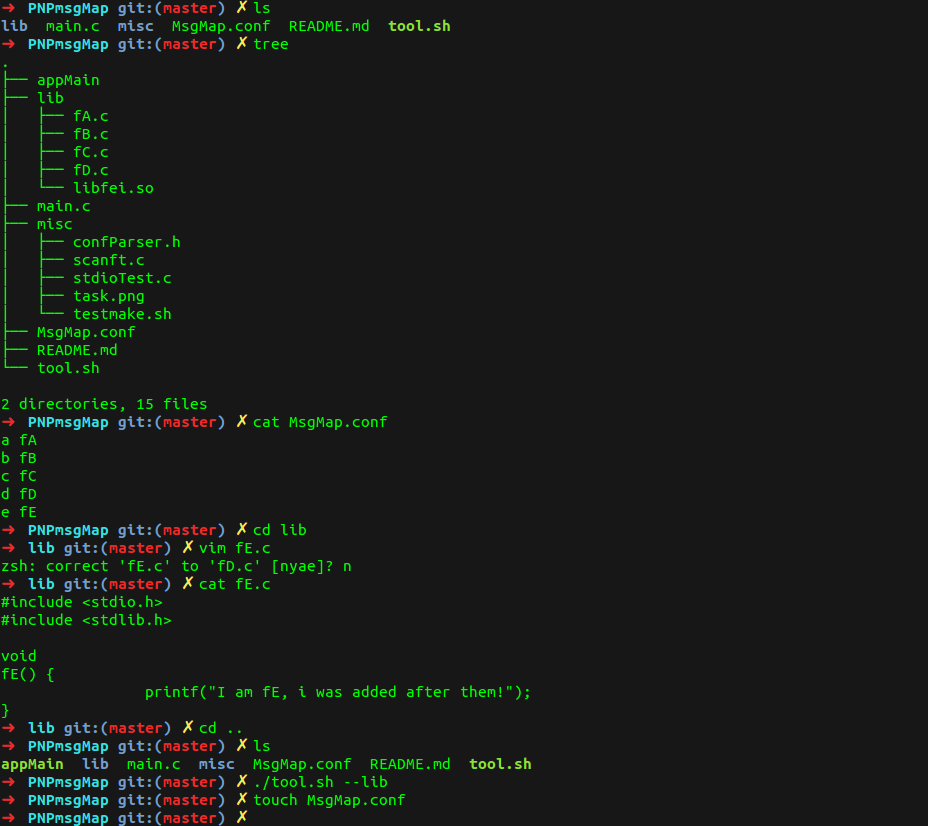 ➜  PNPmsgMap git:(master) ✗ ls
lib  main.c  misc  MsgMap.conf  README.md  tool.sh
➜  PNPmsgMap git:(master) ✗ tree
.
├── appMain
├── lib
│   ├── fA.c
│   ├── fB.c
│   ├── fC.c
│   ├── fD.c
│   └── libfei.so
├── main.c
├── misc
│   ├── confParser.h
│   ├── scanft.c
│   ├── stdioTest.c
│   ├── task.png
│   └── testmake.sh
├── MsgMap.conf
├── README.md
└── tool.sh

2 directories, 15 files
➜  PNPmsgMap git:(master) ✗ cat MsgMap.conf
a fA
b fB
c fC
d fD
e fE
➜  PNPmsgMap git:(master) ✗ cd lib
➜  lib git:(master) ✗ vim fE.c
zsh: correct 'fE.c' to 'fD.c' [nyae]? n
➜  lib git:(master) ✗ cat fE.c
#include <stdio.h>
#include <stdlib.h>

void
fE() {
                printf("I am fE, i was added after them!");
}
➜  lib git:(master) ✗ cd ..
➜  PNPmsgMap git:(master) ✗ ls
appMain  lib  main.c  misc  MsgMap.conf  README.md  tool.sh
➜  PNPmsgMap git:(master) ✗ ./tool.sh --lib
➜  PNPmsgMap git:(master) ✗ touch MsgMap.conf
➜  PNPmsgMap git:(master) ✗